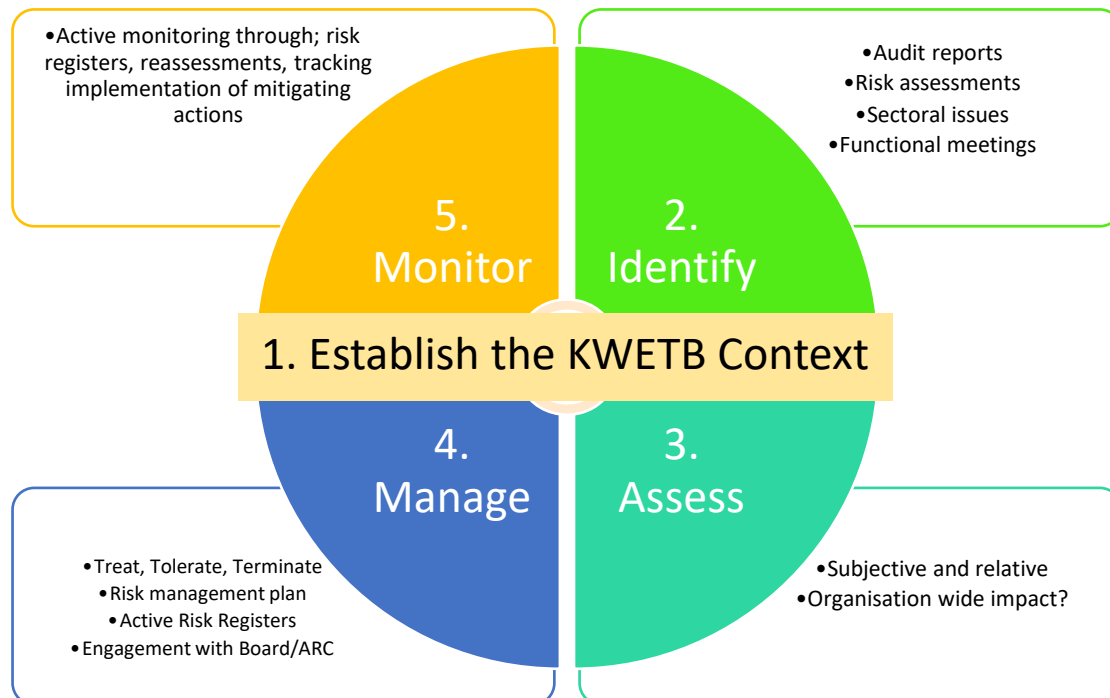 •Active monitoring through; risk
registers, reassessments, tracking
implementation of mitigating
actions
•Audit reports
•Risk assessments
•Sectoral issues
•Functional meetings
5.
Monitor
2.
Identify
1. Establish the KWETB Context
4.
Manage
3.
Assess
•Treat, Tolerate, Terminate
•Risk management plan
•Active Risk Registers
•Engagement with Board/ARC
•Subjective and relative
•Organisation wide impact?